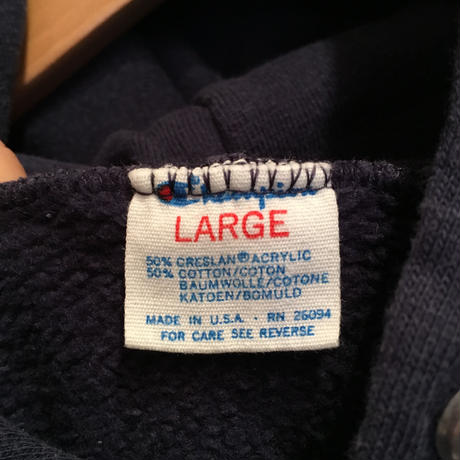 Champion
LARGE
50% CRESLAN® ACRYLIC
50% COTTON/COTON
BAUMWOLLE/COTONE
KATOEN/BOMULD
MADE IN U.S.A. · RN 26094
FOR CARE SEE REVERSE